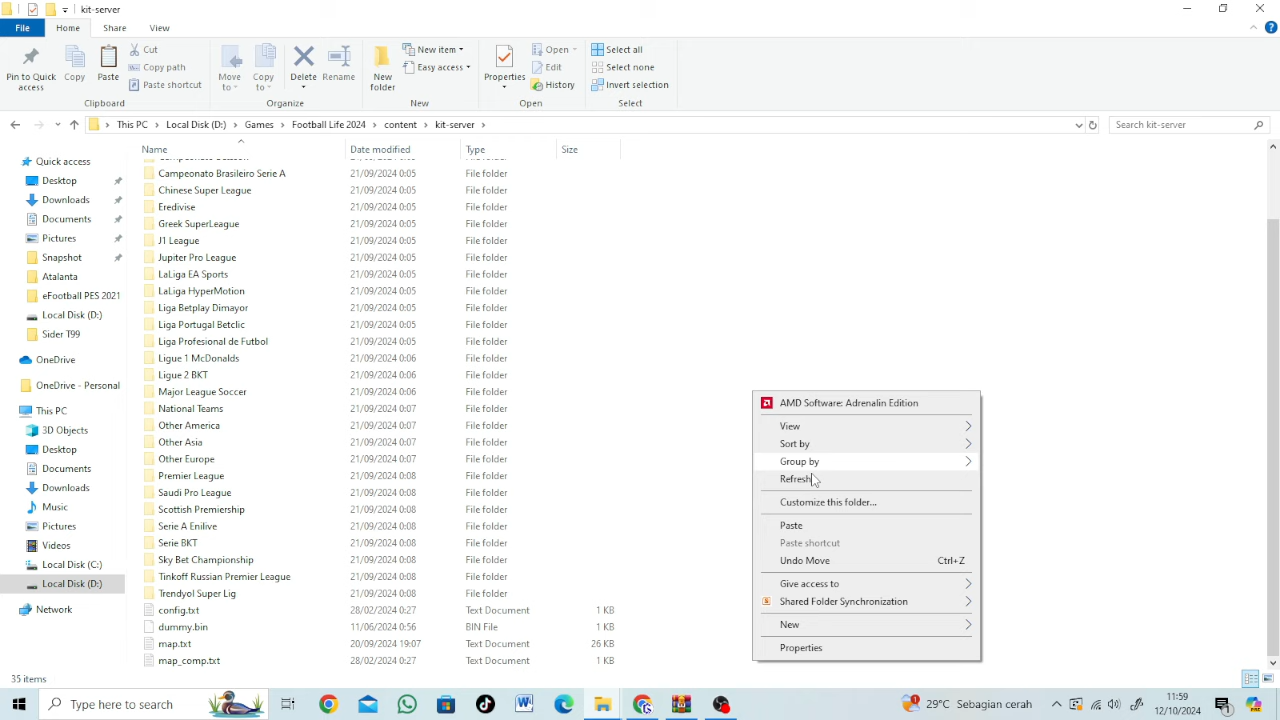 kit-server
File Home Share View
Pin to Quick access Copy Paste Cut Copy path Paste shortcut Move to Copy to Delete Rename New folder New item Easy access Properties Open Edit History Select all Select none Invert selection
Clipboard Organize New Open Select
This PC Local Disk (D:) Games Football Life 2024 content kit-server Search kit-server
Name Date modified Type Size
Quick access
Desktop
Downloads
Documents
Pictures
Snapshot
Atalanta
eFootball PES 2021
Local Disk (D:)
Sider T99
OneDrive
OneDrive - Personal
This PC
3D Objects
Desktop
Documents
Downloads
Music
Pictures
Videos
Local Disk (C:)
Local Disk (D:)
Network
Campeonato Brasileiro Serie A 21/09/2024 0:05 File folder
Chinese Super League 21/09/2024 0:05 File folder
Eredivise 21/09/2024 0:05 File folder
Greek SuperLeague 21/09/2024 0:05 File folder
J1 League 21/09/2024 0:05 File folder
Jupiter Pro League 21/09/2024 0:05 File folder
LaLiga EA Sports 21/09/2024 0:05 File folder
LaLiga HyperMotion 21/09/2024 0:05 File folder
Liga Betplay Dimayor 21/09/2024 0:05 File folder
Liga Portugal Betclic 21/09/2024 0:05 File folder
Liga Profesional de Futbol 21/09/2024 0:05 File folder
Ligue 1 McDonalds 21/09/2024 0:06 File folder
Ligue 2 BKT 21/09/2024 0:06 File folder
Major League Soccer 21/09/2024 0:06 File folder
National Teams 21/09/2024 0:07 File folder
Other America 21/09/2024 0:07 File folder
Other Asia 21/09/2024 0:07 File folder
Other Europe 21/09/2024 0:07 File folder
Premier League 21/09/2024 0:08 File folder
Saudi Pro League 21/09/2024 0:08 File folder
Scottish Premiership 21/09/2024 0:08 File folder
Serie A Enilive 21/09/2024 0:08 File folder
Serie BKT 21/09/2024 0:08 File folder
Sky Bet Championship 21/09/2024 0:08 File folder
Tinkoff Russian Premier League 21/09/2024 0:08 File folder
Trendyol Super Lig 21/09/2024 0:08 File folder
config.txt 28/02/2024 0:27 Text Document 1 KB
dummy.bin 11/06/2024 0:56 BIN File 1 KB
map.txt 20/09/2024 19:07 Text Document 26 KB
map_comp.txt 28/02/2024 0:27 Text Document 1 KB
AMD Software: Adrenalin Edition
View
Sort by
Group by
Refresh
Customize this folder...
Paste
Paste shortcut
Undo Move Ctrl+Z
Give access to
Shared Folder Synchronization
New
Properties
35 items
Type here to search
29°C Sebagian cerah
11:59
12/10/2024